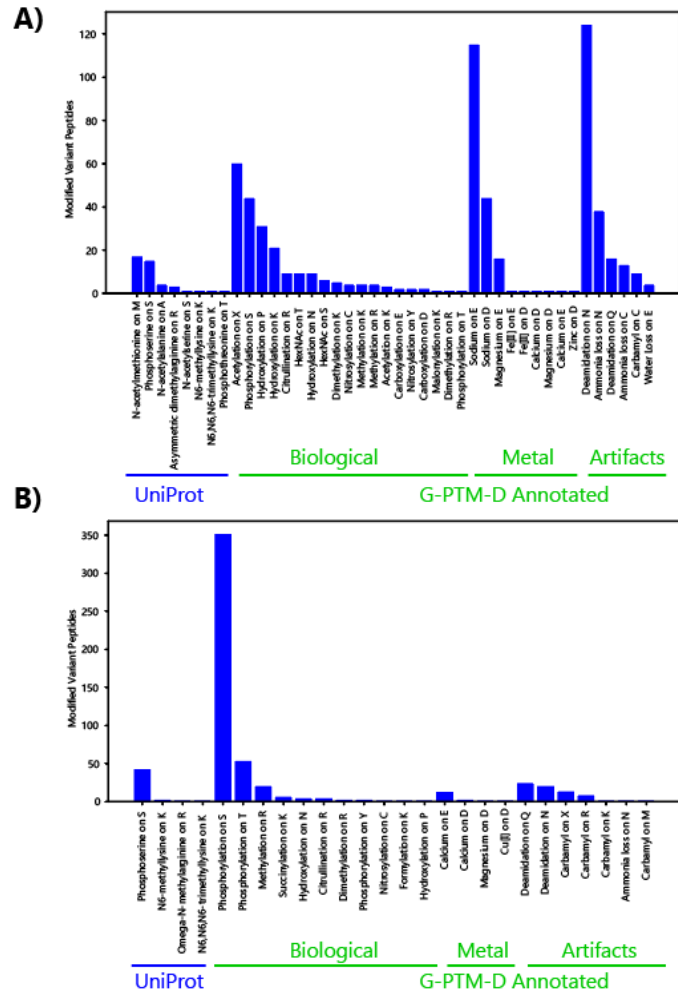 A)
Modified Variant Peptides
120
100
80
60
40
20
0
N-acetylmethionine on M
Phosphoserine on S
N-acetylalanine on A
Asymmetric dimethylarginine on R
N-acetylserine on S
N6-methyllysine on K
N6,N6,N6-trimethyllysine on K
Phosphothreonine on T
Acetylation on X
Phosphorylation on S
Hydroxylation on P
Hydroxylation on K
Citrullination on R
HexNAc on T
Hydroxylation on N
HexNAc on S
Dimethylation on K
Nitrosylation on C
Methylation on K
Methylation on R
Acetylation on K
Carboxylation on E
Nitrosylation on Y
Carboxylation on D
Malonylation on K
Dimethylation on R
Phosphorylation on T
Sodium on E
Sodium on D
Magnesium on E
Fe[II] on E
Fe[II] on D
Calcium on D
Magnesium on D
Calcium on E
Zinc on D
Deamidation on N
Ammonia loss on N
Deamidation on Q
Ammonia loss on C
Carbamyl on C
Water Loss on E
Biological Metal Artifacts
UniProt G-PTM-D Annotated
B)
Modified Variant Peptides
350
300
250
200
150
100
50
0
Phosphoserine on S
N6-methyllysine on K
Omega-N-methylarginine on R
N6,N6,N6-trimethyllysine on K
Phosphorylation on S
Phosphorylation on T
Methylation on R
Succinylation on K
Hydroxylation on N
Citrullination on R
Dimethylation on R
Phosphorylation on Y
Nitrosylation on C
Formylation on K
Hydroxylation on P
Calcium on E
Calcium on D
Magnesium on D
Cu[I] on D
Deamidation on Q
Deamidation on N
Carbamyl on X
Carbamyl on R
Carbamyl on K
Ammonia loss on N
Carbamyl on M
Biological Metal Artifacts
UniProt G-PTM-D Annotated